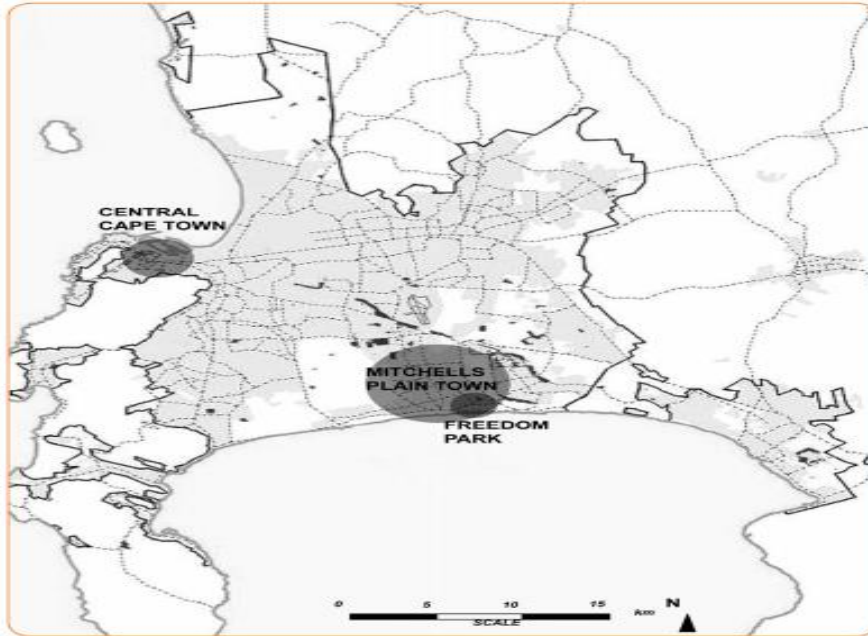 CENTRAL
CAPE TOWN
MITCHELLS
PLAIN TOWN
FREEDOM
PARK
0 5 10 15 km N
SCALE